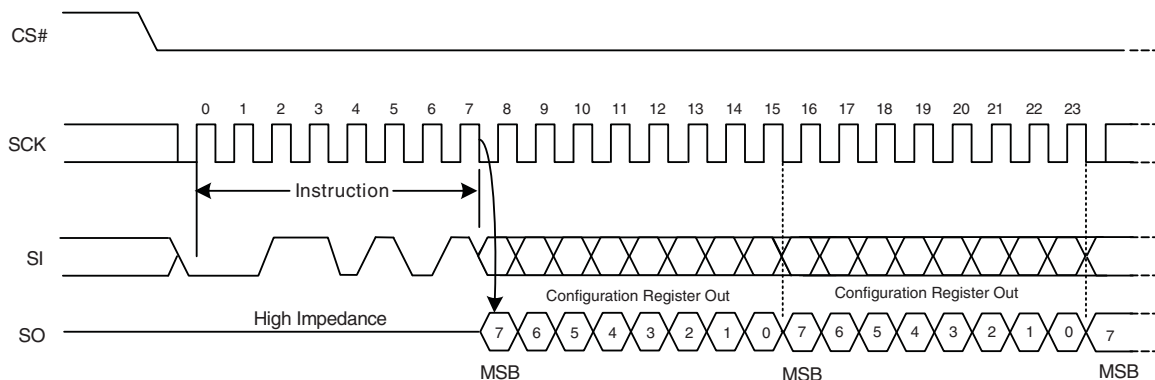 CS#
0 1 2 3 4 5 6 7 8 9 10 11 12 13 14 15 16 17 18 19 20 21 22 23
SCK
Instruction
SI
Configuration Register Out Configuration Register Out
High Impedance
SO
7 6 5 4 3 2 1 0 7 6 5 4 3 2 1 0 7
MSB MSB MSB